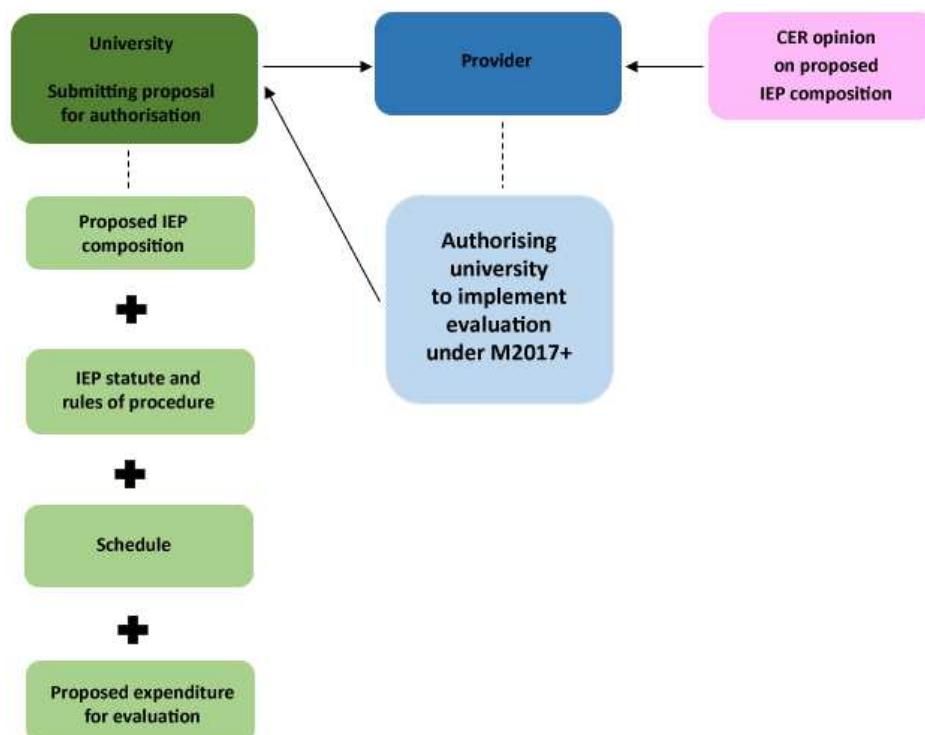 University
Submitting proposal
for authorisation
Provider
CER opinion
on proposed
IEP composition
Proposed IEP
composition
Authorising
university
to implement
evaluation
under M2017+
IEP statute and
rules of procedure
Schedule
Proposed expenditure
for evaluation